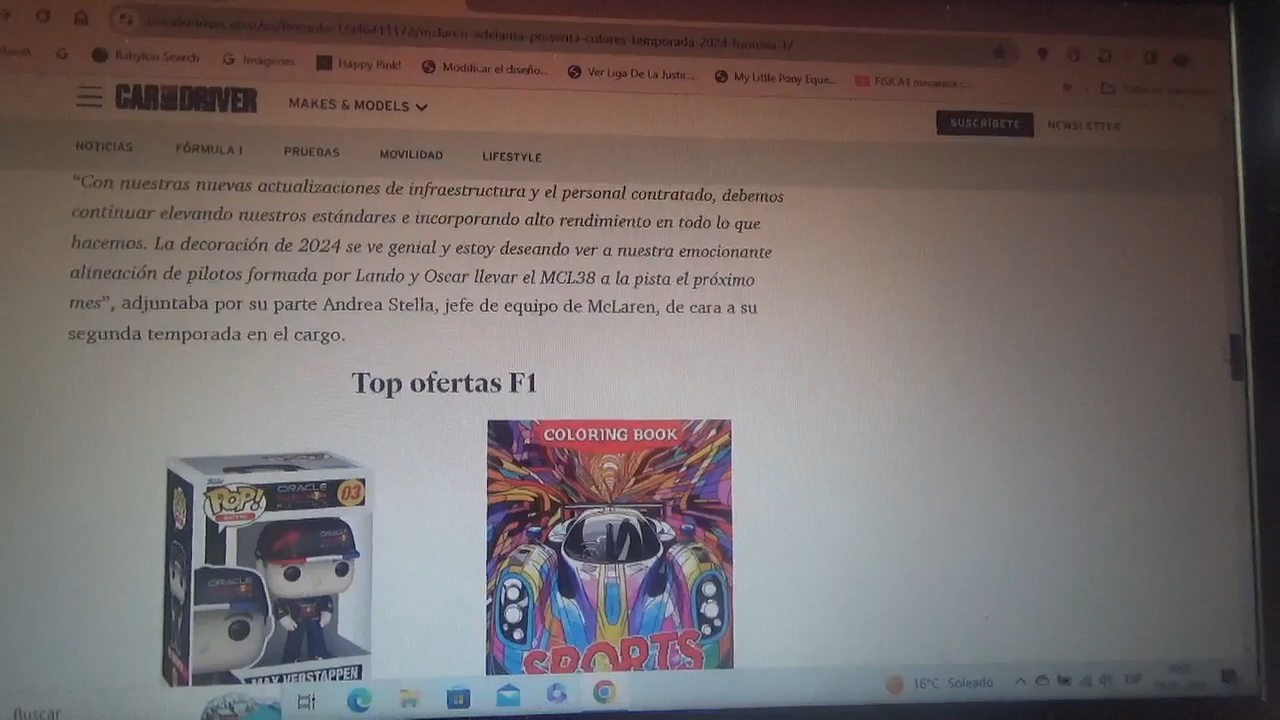 Babylon Search
Imágenes
Happy Pink!
Modificar el diseño...
Ver Liga De La Justic...
My Little Pony Eque...
CAR AND DRIVER
MAKES & MODELS
SUSCRÍBETE
NEWSLETTER
NOTICIAS
FÓRMULA 1
PRUEBAS
MOVILIDAD
LIFESTYLE
“Con nuestras nuevas actualizaciones de infraestructura y el personal contratado, debemos
continuar elevando nuestros estándares e incorporando alto rendimiento en todo lo que
hacemos. La decoración de 2024 se ve genial y estoy deseando ver a nuestra emocionante
alineación de pilotos formada por Lando y Oscar llevar el MCL38 a la pista el próximo
mes”, adjuntaba por su parte Andrea Stella, jefe de equipo de McLaren, de cara a su
segunda temporada en el cargo.
Top ofertas F1
POP!
ORACLE
03
ORACLE
ORACLE
MAX VERSTAPPEN
COLORING BOOK
SPORTS
Buscar
16°C Soleado
ESP